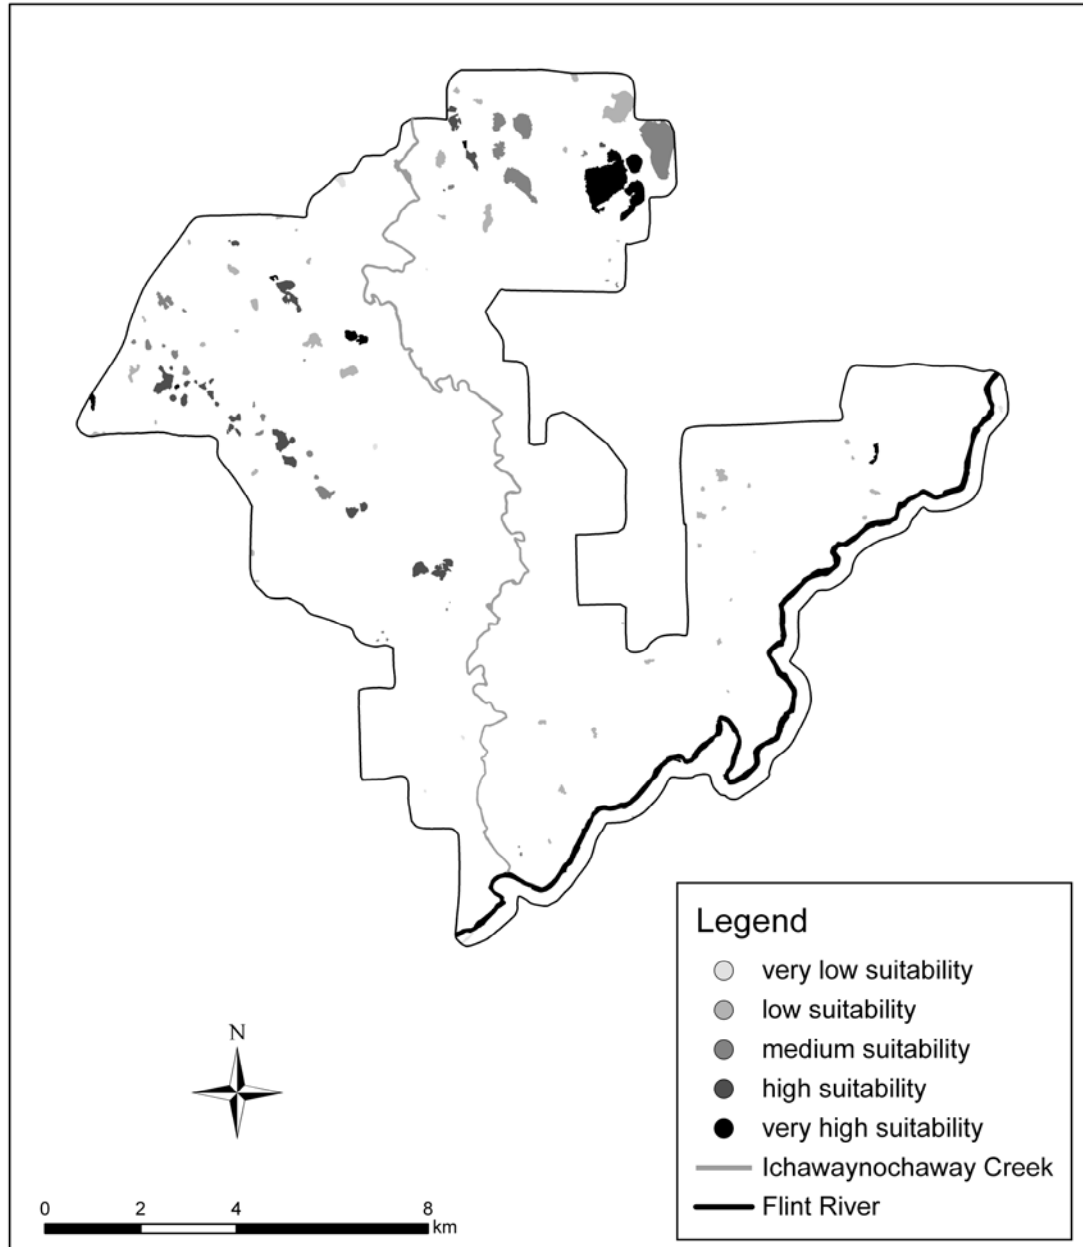 Legend
very low suitability
low suitability
medium suitability
high suitability
very high suitability
Ichawaynochaway Creek
Flint River
N
0 2 4 8
km